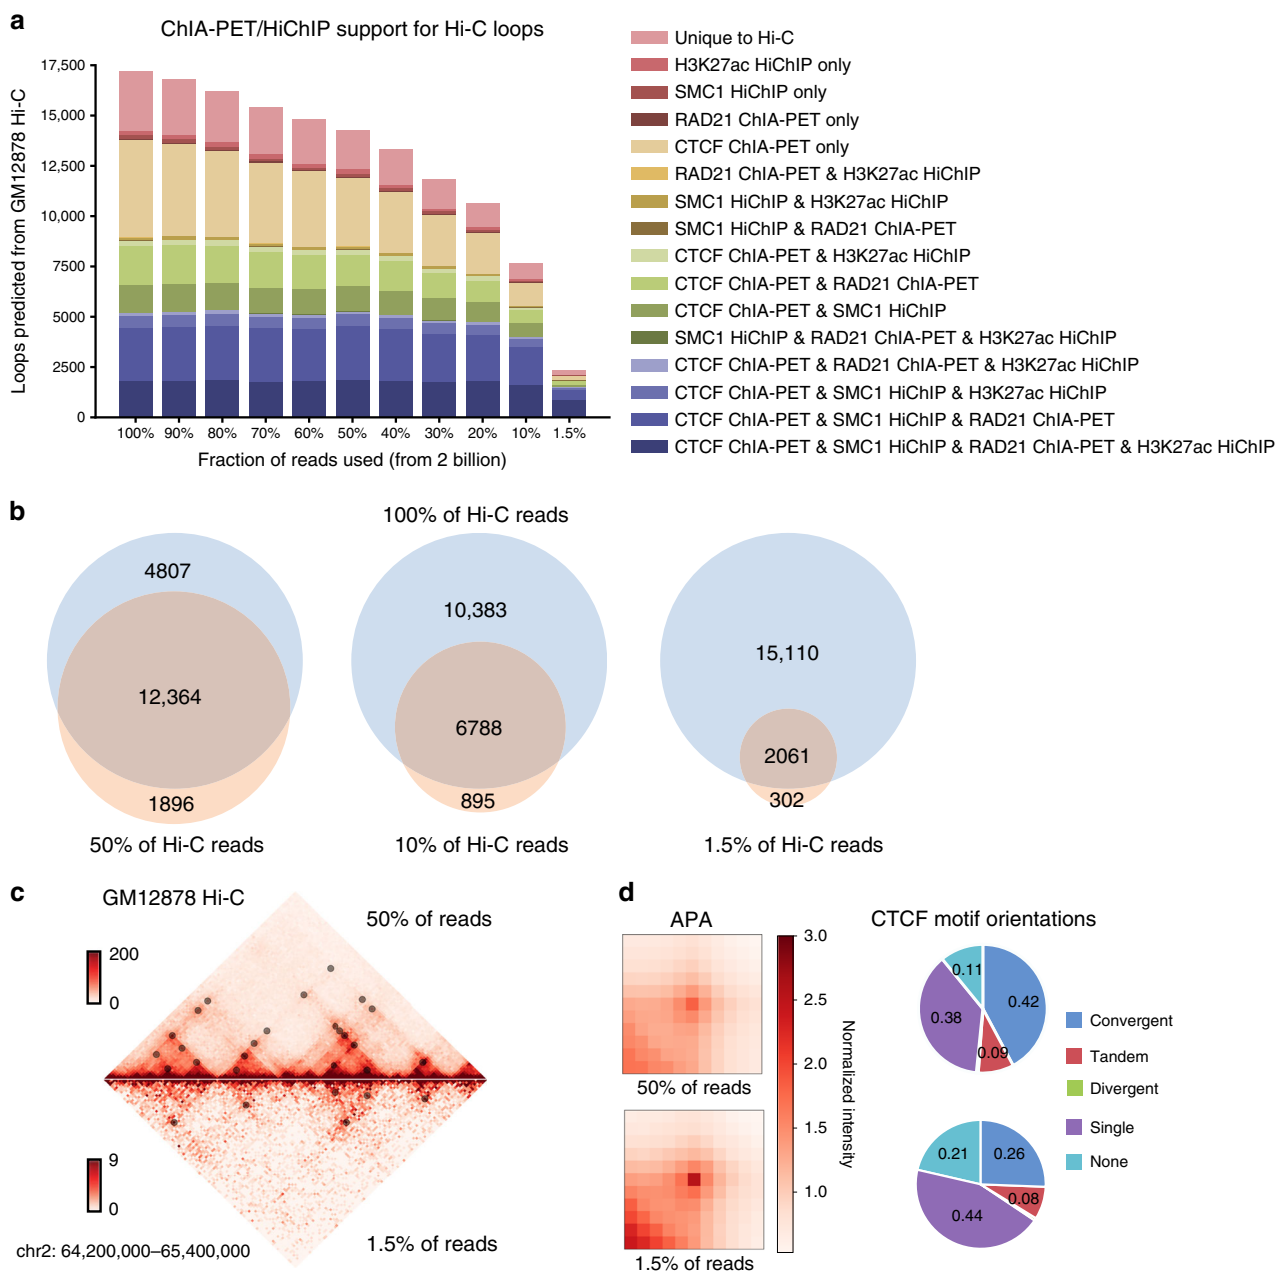 a
ChIA-PET/HiChIP support for Hi-C loops
Loops predicted from GM12878 Hi-C
17,500
15,000
12,500
10,000
7500
5000
2500
0
100% 90% 80% 70% 60% 50% 40% 30% 20% 10% 1.5%
Fraction of reads used (from 2 billion)
Unique to Hi-C
H3K27ac HiChIP only
SMC1 HiChIP only
RAD21 ChIA-PET only
CTCF ChIA-PET only
RAD21 ChIA-PET & H3K27ac HiChIP
SMC1 HiChIP & H3K27ac HiChIP
SMC1 HiChIP & RAD21 ChIA-PET
CTCF ChIA-PET & H3K27ac HiChIP
CTCF ChIA-PET & RAD21 ChIA-PET
CTCF ChIA-PET & SMC1 HiChIP
SMC1 HiChIP & RAD21 ChIA-PET & H3K27ac HiChIP
CTCF ChIA-PET & RAD21 ChIA-PET & H3K27ac HiChIP
CTCF ChIA-PET & SMC1 HiChIP & H3K27ac HiChIP
CTCF ChIA-PET & SMC1 HiChIP & RAD21 ChIA-PET
CTCF ChIA-PET & SMC1 HiChIP & RAD21 ChIA-PET & H3K27ac HiChIP
b
100% of Hi-C reads
4807
12,364
1896
50% of Hi-C reads
10,383
6788
895
10% of Hi-C reads
15,110
2061
302
1.5% of Hi-C reads
c
GM12878 Hi-C
50% of reads
200
0
9
0
chr2: 64,200,000–65,400,000
1.5% of reads
d
APA
50% of reads
1.5% of reads
3.0
2.5
2.0
1.5
1.0
Normalized intensity
CTCF motif orientations
0.11
0.42
0.38
0.09
0.21
0.26
0.08
0.44
Convergent
Tandem
Divergent
Single
None